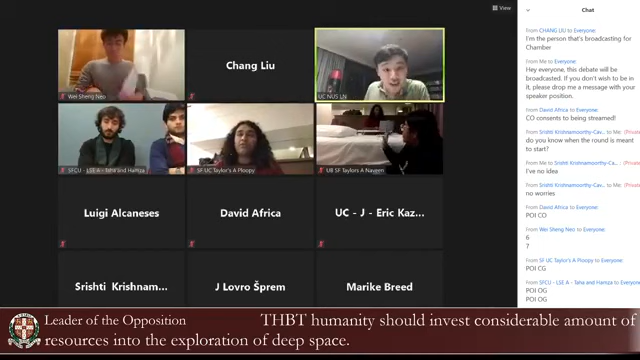 View
Chat
Wei Sheng Neo
Chang Liu
UC NUS LN
SFCU - LSE A - Taha and Hamza
SF UC Taylor's A Ploopy
UB SF Taylors A Naveen
Luigi Alcaneses
David Africa
UC - J - Eric Kaz...
Srishti Krishnam...
J Lovro Šprem
Marike Breed
From CHANG LIU to Everyone:
I'm the person that's broadcasting for
Chamber
From Me to Everyone:
Hey everyone, this debate will be
broadcasted. If you don't wish to be in
it, please drop me a message with your
speaker position.
From David Africa to Everyone:
CO consents to being streamed!
From Srishti Krishnamoorthy-Cav... to Me: (Privat
do you know when the round is meant
to start?
From Me to Srishti Krishnamoorthy-Ca... : (Privat
I've no idea
From Srishti Krishnamoorthy-Cav... to Me: (Privat
no worries
From David Africa to Everyone:
POI CO
From Wei Sheng Neo to Everyone:
6
7
From SF UC Taylor's A Ploopy to Everyone:
POI CG
From SFCU - LSE A - Taha and Hamza to Everyone
POI OG
POI OG
Leader of the Opposition
THBT humanity should invest considerable amount of
resources into the exploration of deep space.